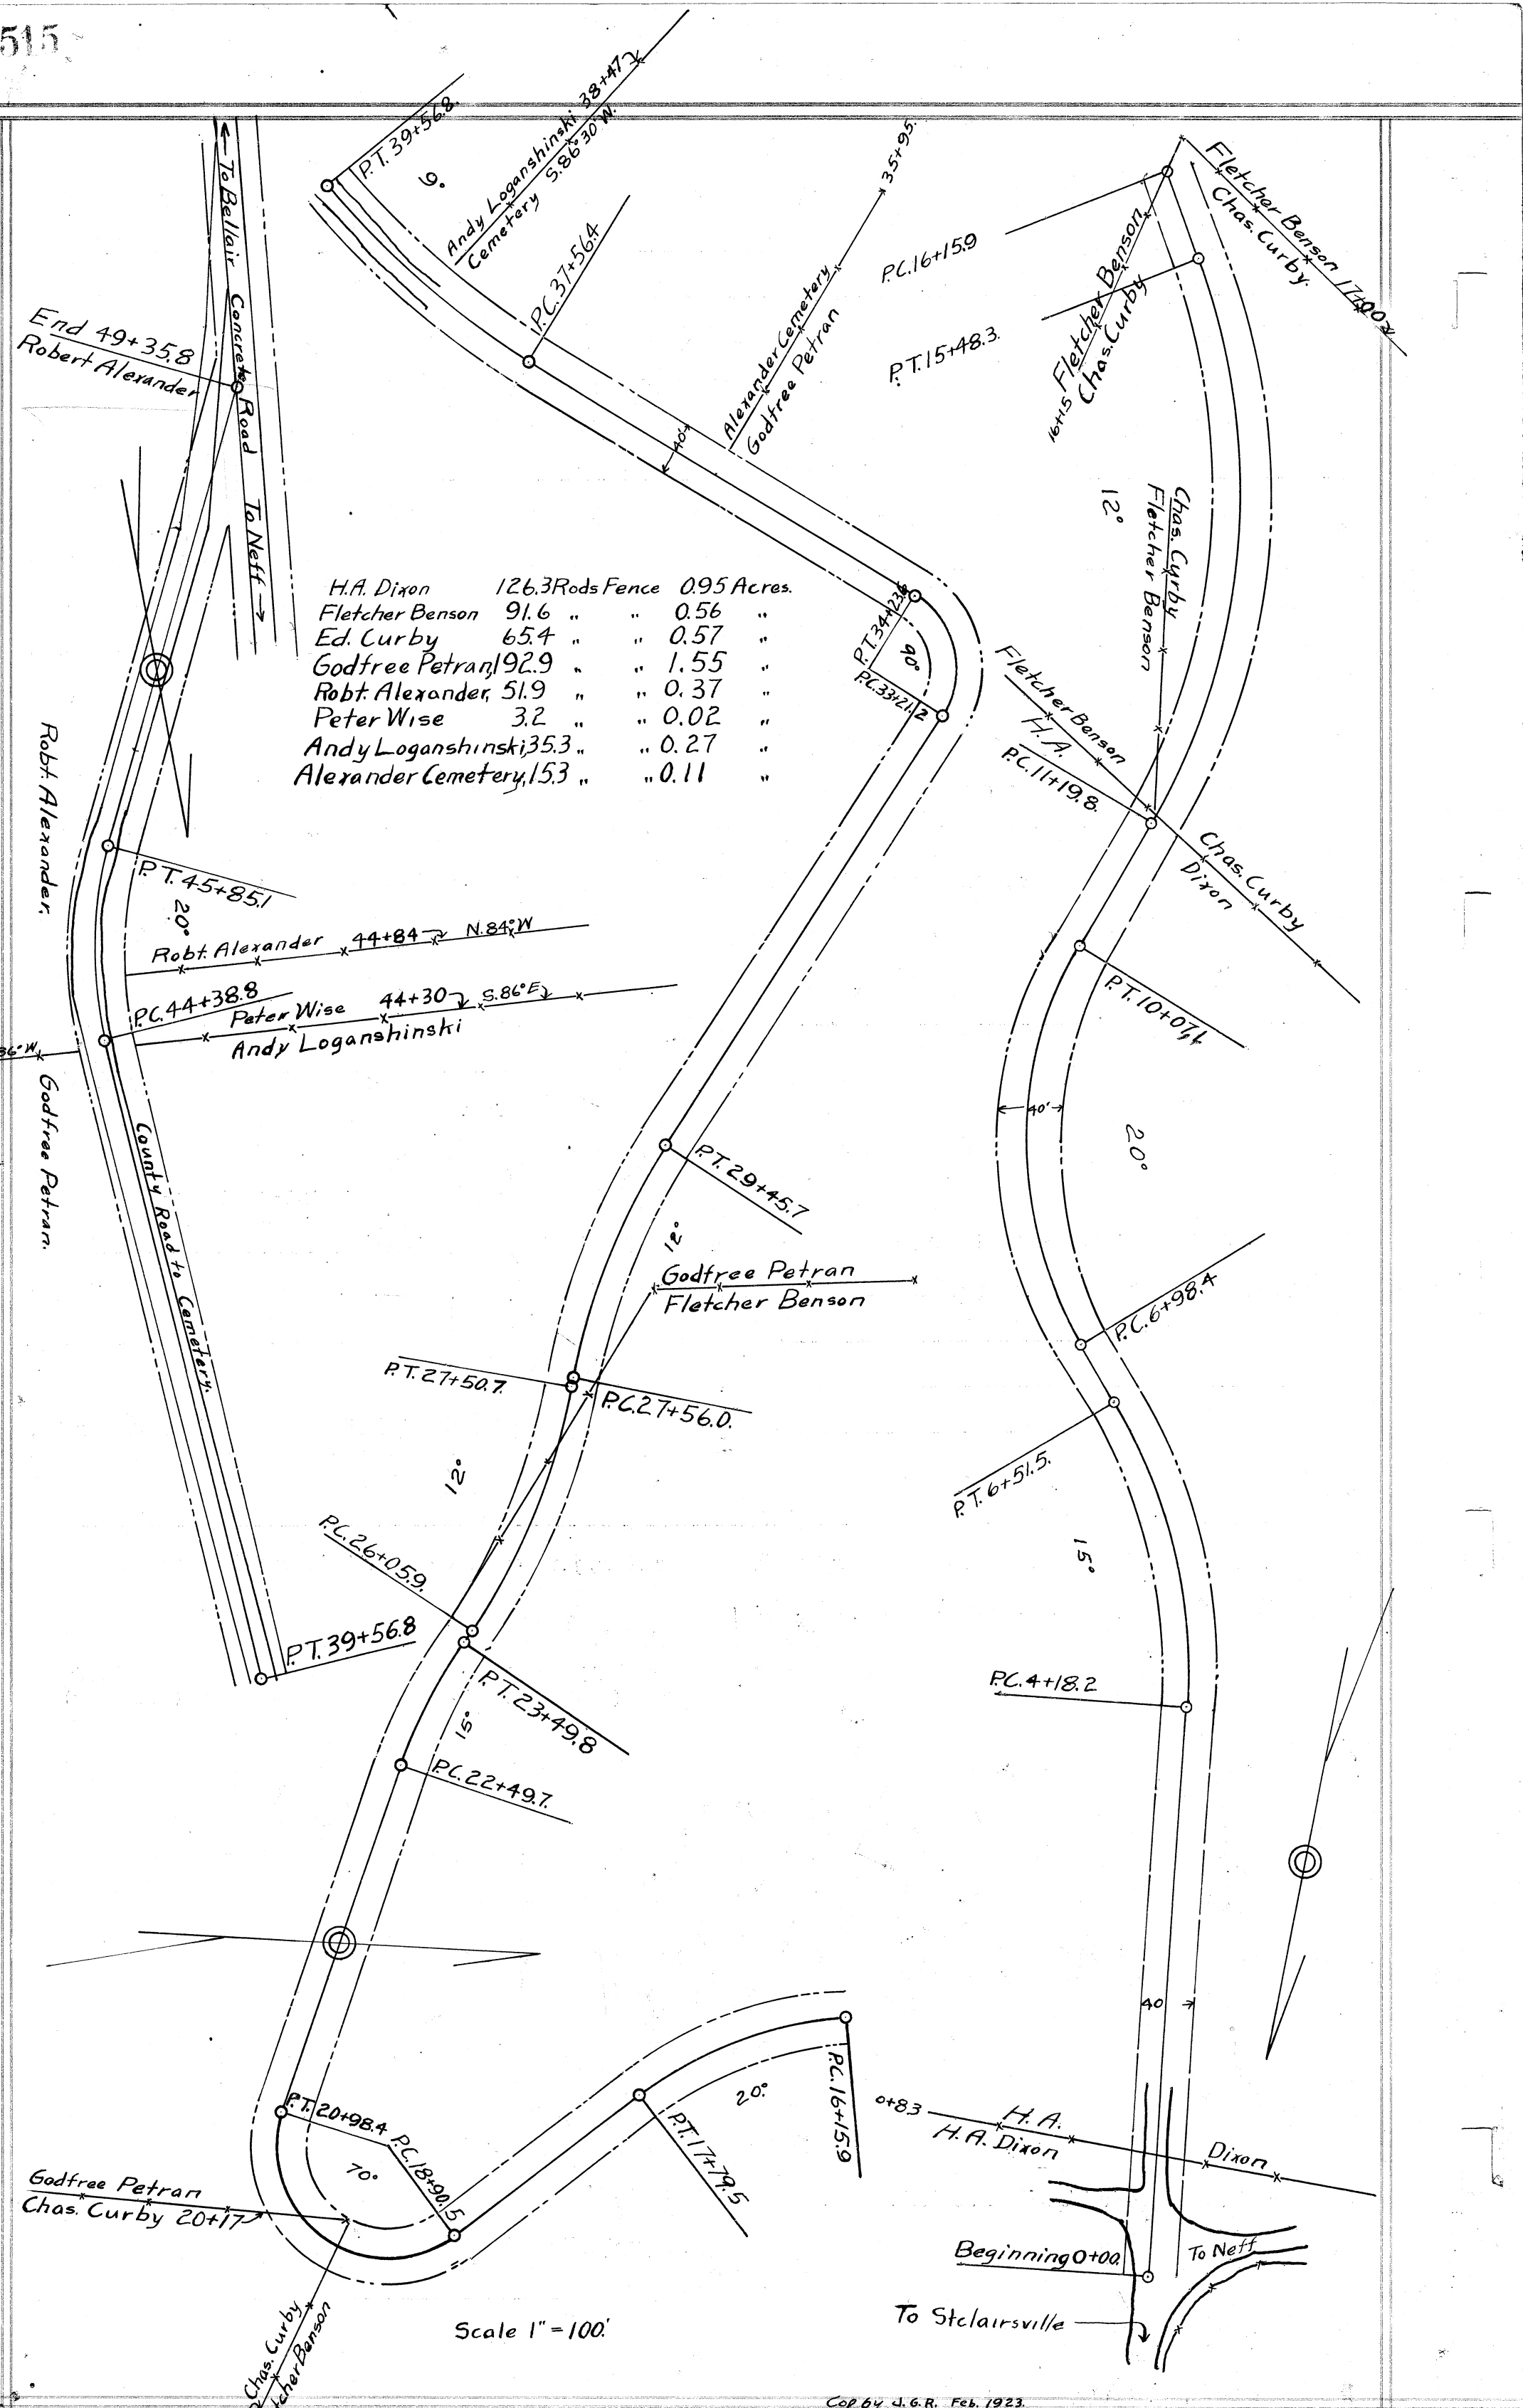 515
P.T. 39+56.8.
6°
Andy Loganshinski 38+47
Cemetery S.86°30'W.
P.C. 37+56.4
35+95.
Alexander Cemetery
Godfree Petran
40'
P.C.16+15.9
P.T.15+48.3.
Fletcher Benson
16+15 Chas. Curby
Fletcher Benson 17+00
Chas. Curby.
← To Bellair Concrete Road To Neff →
End 49+35.8
Robert Alexander
12°
Chas. Curby
Fletcher Benson
H.A. Dixon 126.3 Rods Fence 0.95 Acres.
Fletcher Benson 91.6 " " 0.56 "
Ed. Curby 65.4 " " 0.57 "
Godfree Petran, 192.9 " " 1.55 "
Robt. Alexander, 51.9 " " 0.37 "
Peter Wise 3.2 " " 0.02 "
Andy Loganshinski, 35.3 " " 0.27 "
Alexander Cemetery, 15.3 " " 0.11 "
P.T. 34+23.6
90°
P.C. 33+21.2
Fletcher Benson
H.A.
P.C. 11+19.8.
Chas. Curby
Dixon
Robt. Alexander.
P.T. 45+85.1
20°
Robt. Alexander 44+84 N.84°W
P.C. 44+38.8
Peter Wise 44+30 S.86°E
Andy Loganshinski
86°W.
Godfree Petran.
County Road to Cemetery.
P.T. 10+07.4
40'
20°
P.T. 29+45.7
12°
Godfree Petran
Fletcher Benson
P.C. 6+98.4
P.T. 27+50.7.
P.C. 27+56.0.
12°
P.T. 6+51.5.
P.C. 26+05.9.
15°
P.T. 39+56.8
P.T. 23+49.8
15°
P.C. 4+18.2
P.C. 22+49.7.
40
P.T. 20+98.4
P.C. 18+90.5
70°
20°
P.C. 16+15.9
P.T. 17+79.5
0+83 H.A.
H.A. Dixon
Dixon
Godfree Petran
Chas. Curby 20+17
Beginning 0+00.
To Neff
To Stclairsville
Chas. Curby
tcher Benson
Scale 1" = 100'.
Cop by J.G.R. Feb. 1923.